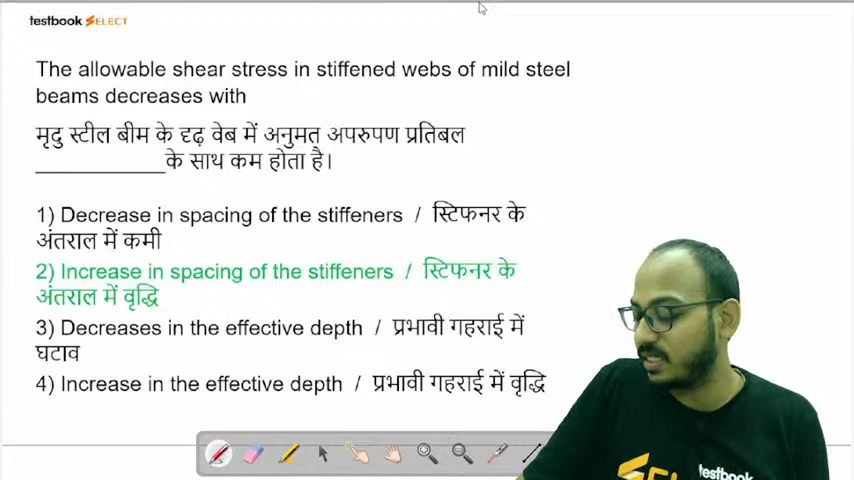 testbook SELECT
The allowable shear stress in stiffened webs of mild steel
beams decreases with
मृदु स्टील बीम के दृढ़ वेब में अनुमत अपरुपण प्रतिबल
__________के साथ कम होता है।
1) Decrease in spacing of the stiffeners / स्टिफनर के
अंतराल में कमी
2) Increase in spacing of the stiffeners / स्टिफनर के
अंतराल में वृद्धि
3) Decreases in the effective depth / प्रभावी गहराई में
घटाव
4) Increase in the effective depth / प्रभावी गहराई में वृद्धि
testbook